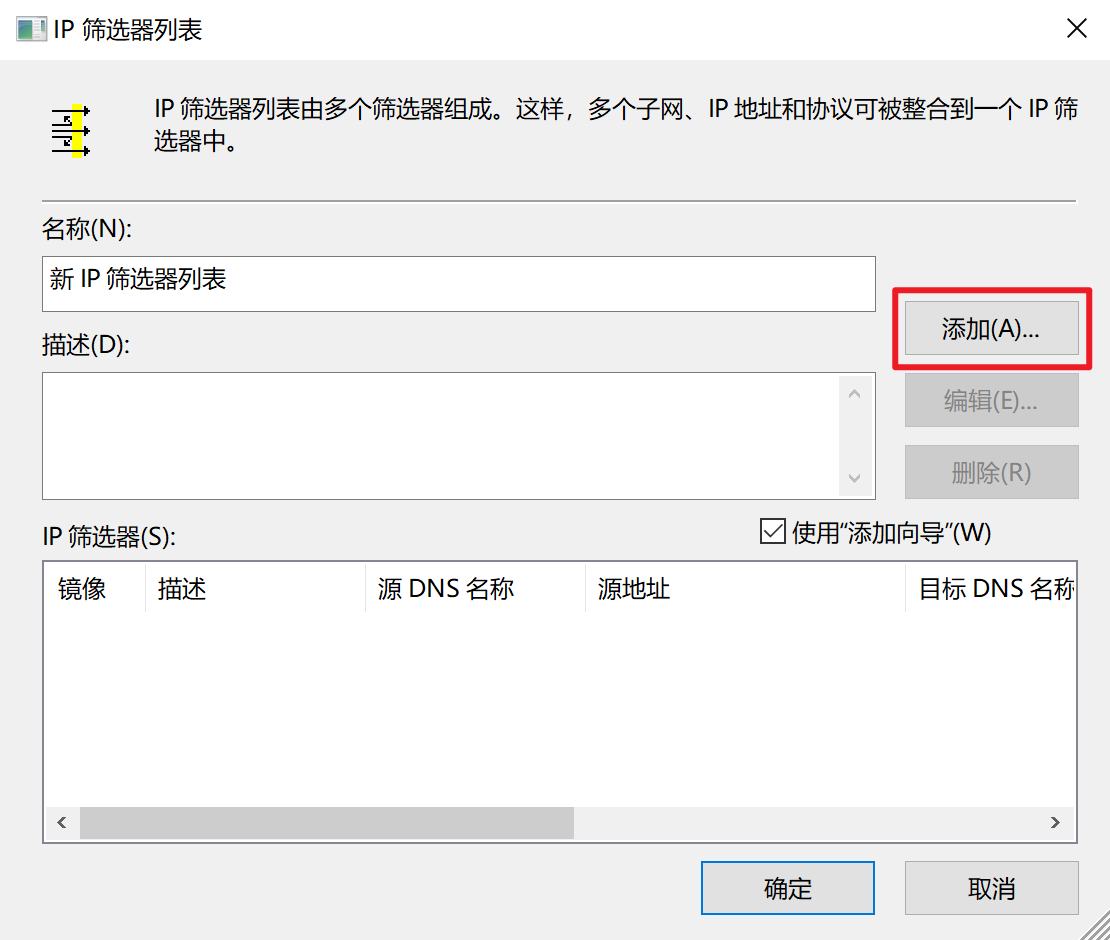 IP 筛选器列表
IP 筛选器列表由多个筛选器组成。这样，多个子网、IP 地址和协议可被整合到一个 IP 筛
选器中。
名称(N):
新 IP 筛选器列表
添加(A)...
描述(D):
编辑(E)...
删除(R)
IP 筛选器(S):
使用“添加向导”(W)
镜像 描述 源 DNS 名称 源地址 目标 DNS 名称
确定 取消